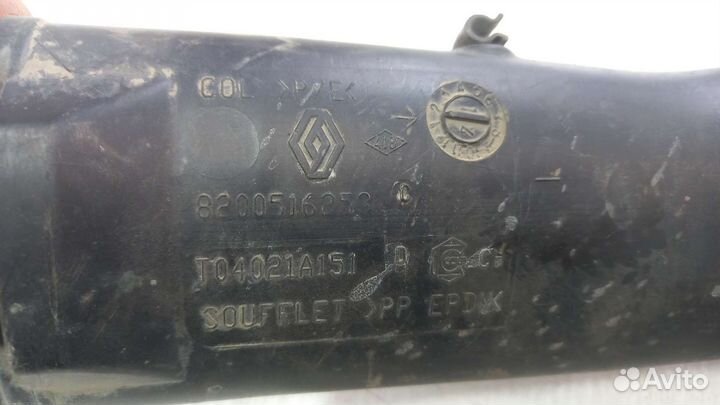 COL >P/E<
8200516253 C
T04021A151 A
SOUFFLET >PP EPDM<
Avito